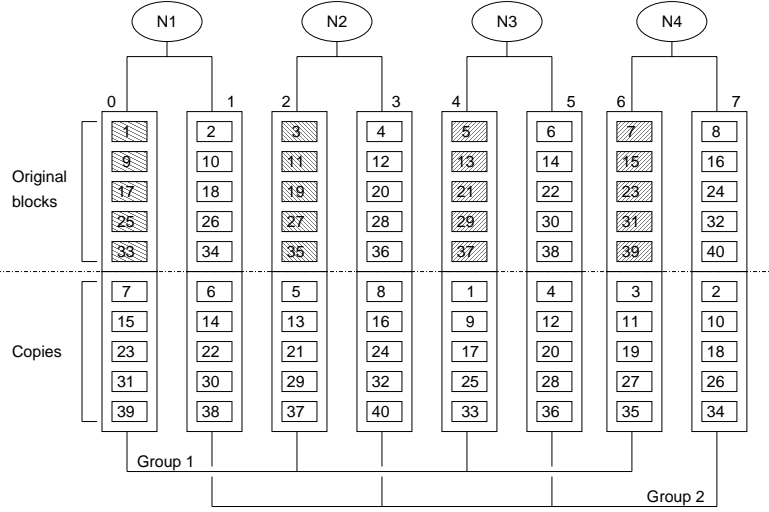 N1 N2 N3 N4
0 1 2 3 4 5 6 7
1 2 3 4 5 6 7 8
9 10 11 12 13 14 15 16
Original
blocks
17 18 19 20 21 22 23 24
25 26 27 28 29 30 31 32
33 34 35 36 37 38 39 40
7 6 5 8 1 4 3 2
15 14 13 16 9 12 11 10
Copies
23 22 21 24 17 20 19 18
31 30 29 32 25 28 27 26
39 38 37 40 33 36 35 34
Group 1
Group 2